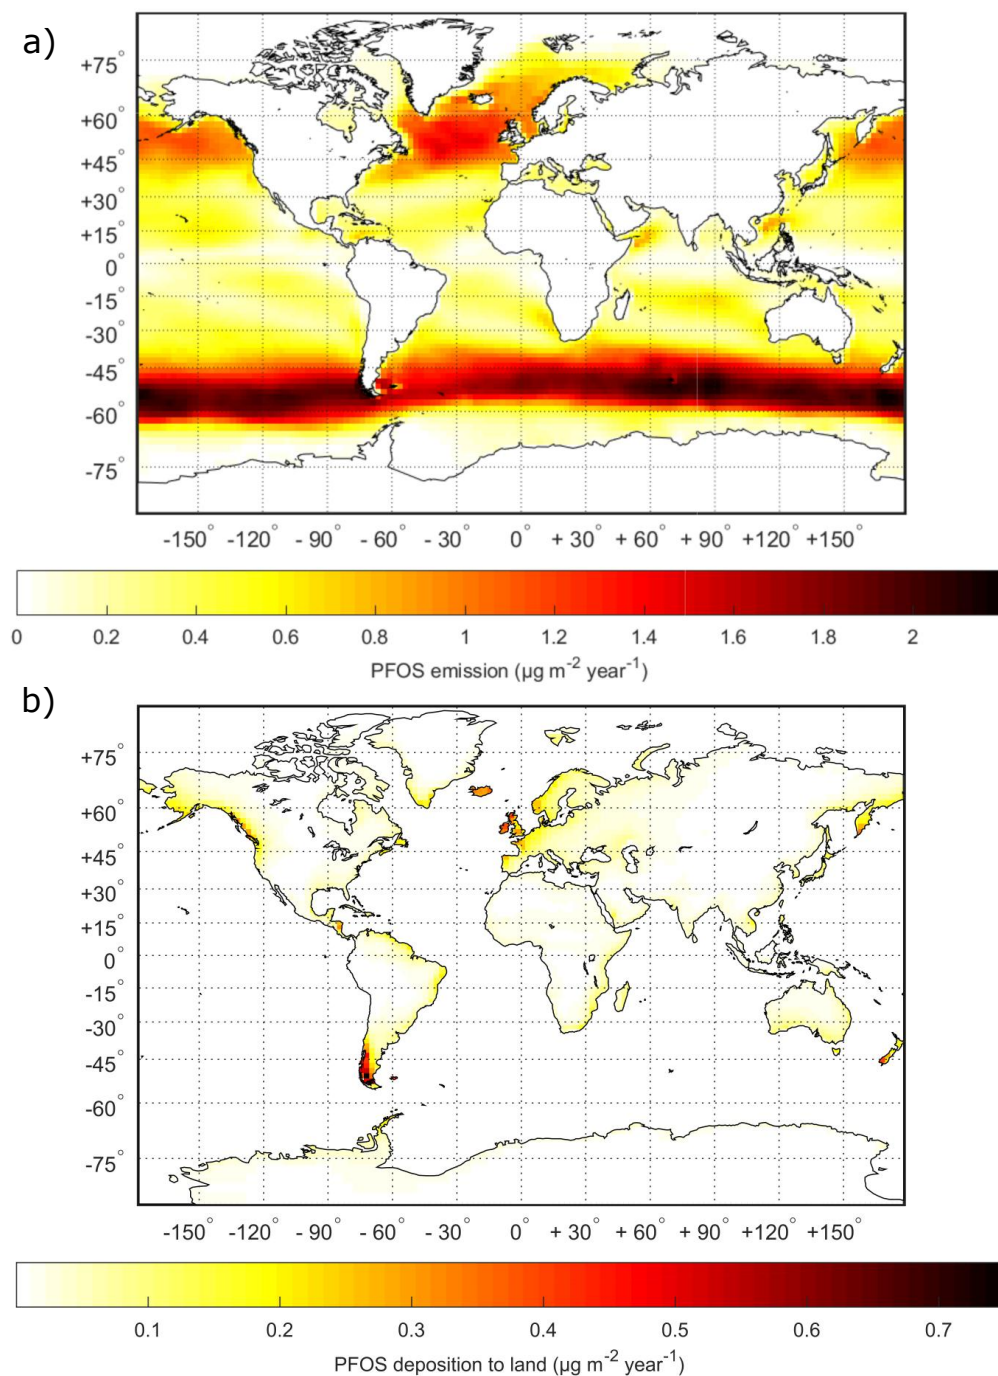 a)
+75°
+60°
+45°
+30°
+15°
0°
-15°
-30°
-45°
-60°
-75°
-150° -120° - 90° - 60° - 30° 0° + 30° + 60° + 90° +120° +150°
0 0.2 0.4 0.6 0.8 1 1.2 1.4 1.6 1.8 2
PFOS emission (µg m⁻² year⁻¹)
b)
+75°
+60°
+45°
+30°
+15°
0°
-15°
-30°
-45°
-60°
-75°
-150° -120° - 90° - 60° - 30° 0° + 30° + 60° + 90° +120° +150°
0.1 0.2 0.3 0.4 0.5 0.6 0.7
PFOS deposition to land (µg m⁻² year⁻¹)